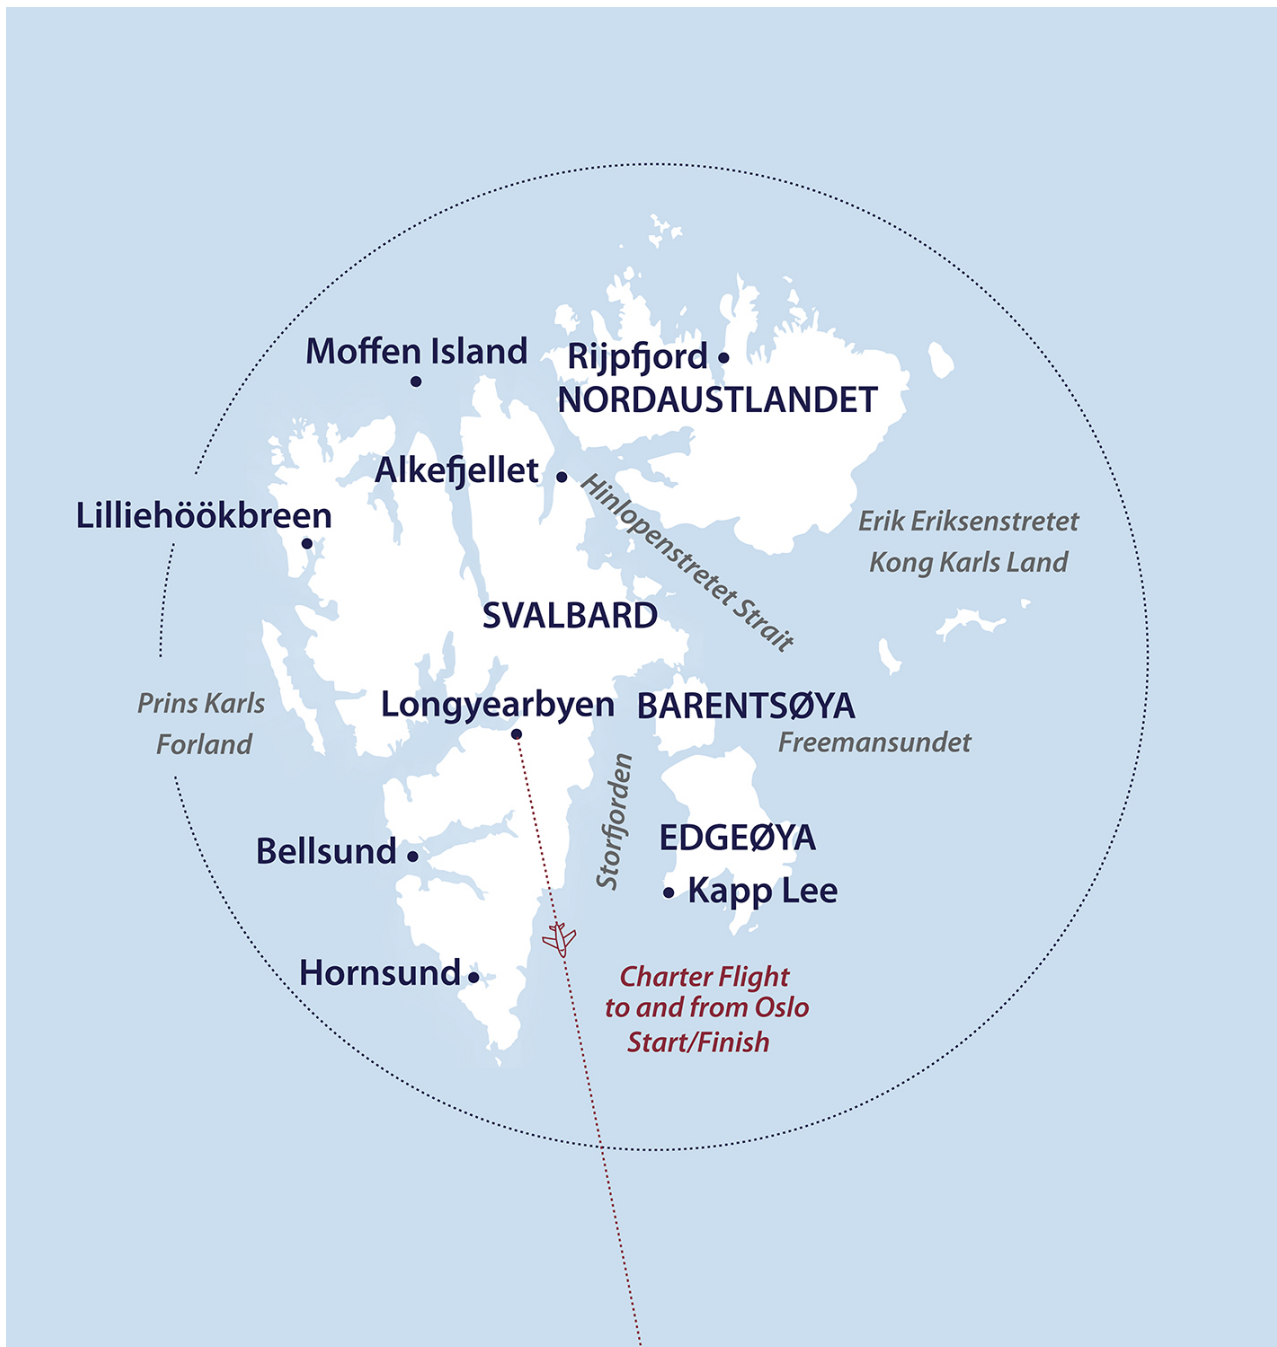 Moffen Island
Rijpfjord
NORDAUSTLANDET
Alkefjellet
Lilliehöökbreen
Hinlopenstretet Strait
Erik Eriksenstretet
Kong Karls Land
SVALBARD
Prins Karls
Forland
Longyearbyen
BARENTSØYA
Freemansundet
Storfjorden
Bellsund
EDGEØYA
Kapp Lee
Hornsund
Charter Flight
to and from Oslo
Start/Finish